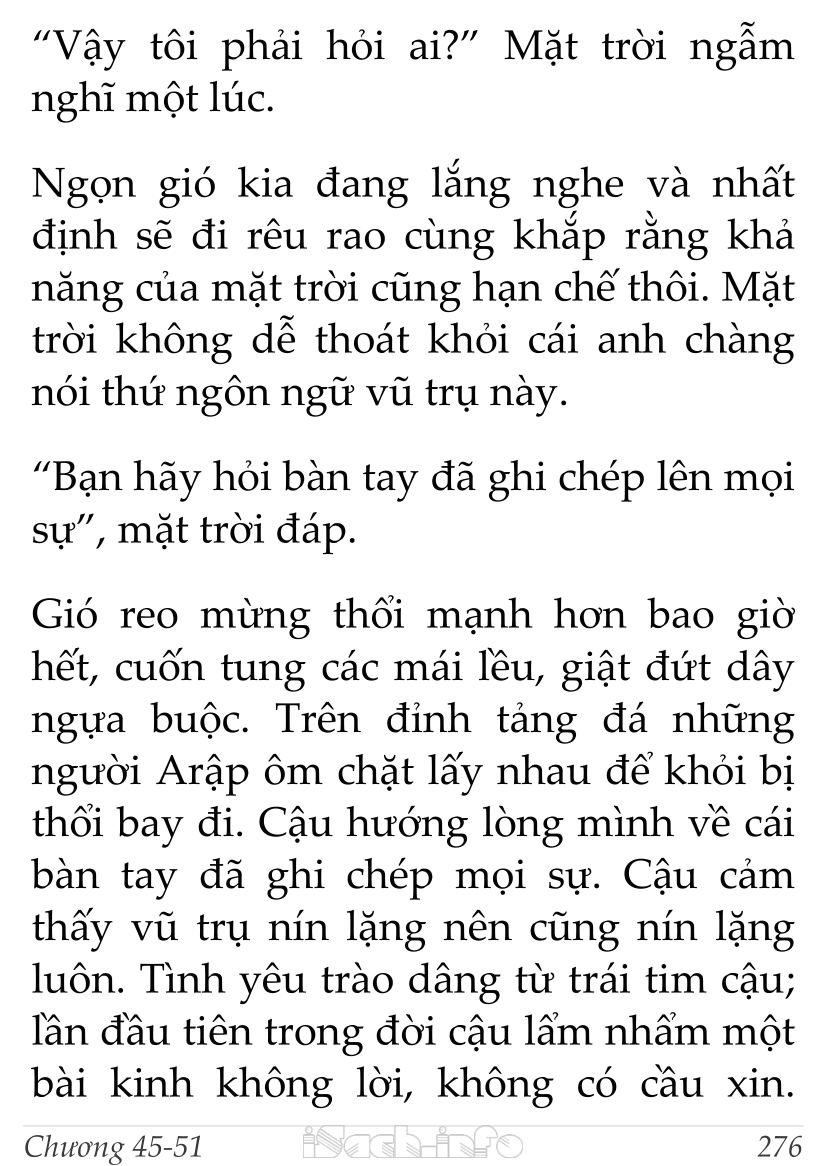 “Vậy tôi phải hỏi ai?” Mặt trời ngẫm
nghĩ một lúc.
Ngọn gió kia đang lắng nghe và nhất
định sẽ đi rêu rao cùng khắp rằng khả
năng của mặt trời cũng hạn chế thôi. Mặt
trời không dễ thoát khỏi cái anh chàng
nói thứ ngôn ngữ vũ trụ này.
“Bạn hãy hỏi bàn tay đã ghi chép lên mọi
sự”, mặt trời đáp.
Gió reo mừng thổi mạnh hơn bao giờ
hết, cuốn tung các mái lều, giật đứt dây
ngựa buộc. Trên đỉnh tảng đá những
người Arập ôm chặt lấy nhau để khỏi bị
thổi bay đi. Cậu hướng lòng mình về cái
bàn tay đã ghi chép mọi sự. Cậu cảm
thấy vũ trụ nín lặng nên cũng nín lặng
luôn. Tình yêu trào dâng từ trái tim cậu;
lần đầu tiên trong đời cậu lẩm nhẩm một
bài kinh không lời, không có cầu xin.
Chương 45-51 iSach.info 276